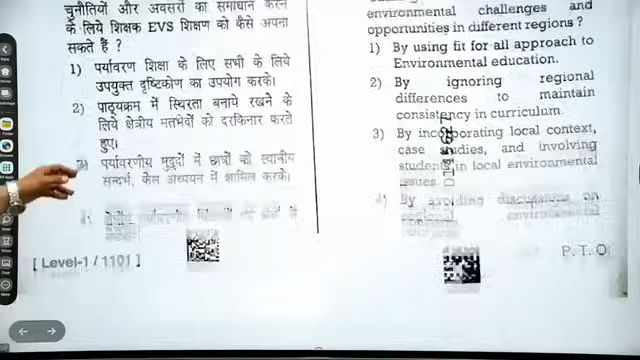 चुनौतियों और अवसरों का समाधान करने
के लिये शिक्षक EVS शिक्षण को कैसे अपना
सकते हैं ?
1) पर्यावरण शिक्षा के लिए सभी के लिये
उपयुक्त दृष्टिकोण का उपयोग करके।
2) पाठ्यक्रम में स्थिरता बनाये रखने के
लिये क्षेत्रीय मतभेदों को दरकिनार करते
हुए।
3) पर्यावरणीय मुद्दों में छात्रों को स्थानीय
सन्दर्भ, केस अध्ययन में शामिल करके।
[ Level-1 / 1101 ]
environmental challenges and
opportunities in different regions ?
1) By using fit for all approach to
Environmental education.
2) By ignoring regional
differences to maintain
consistency in curriculum.
3) By incorporating local context,
case studies, and involving
students in local environmental
issues.
4) By avoiding discussions on
environmental
P. T. O